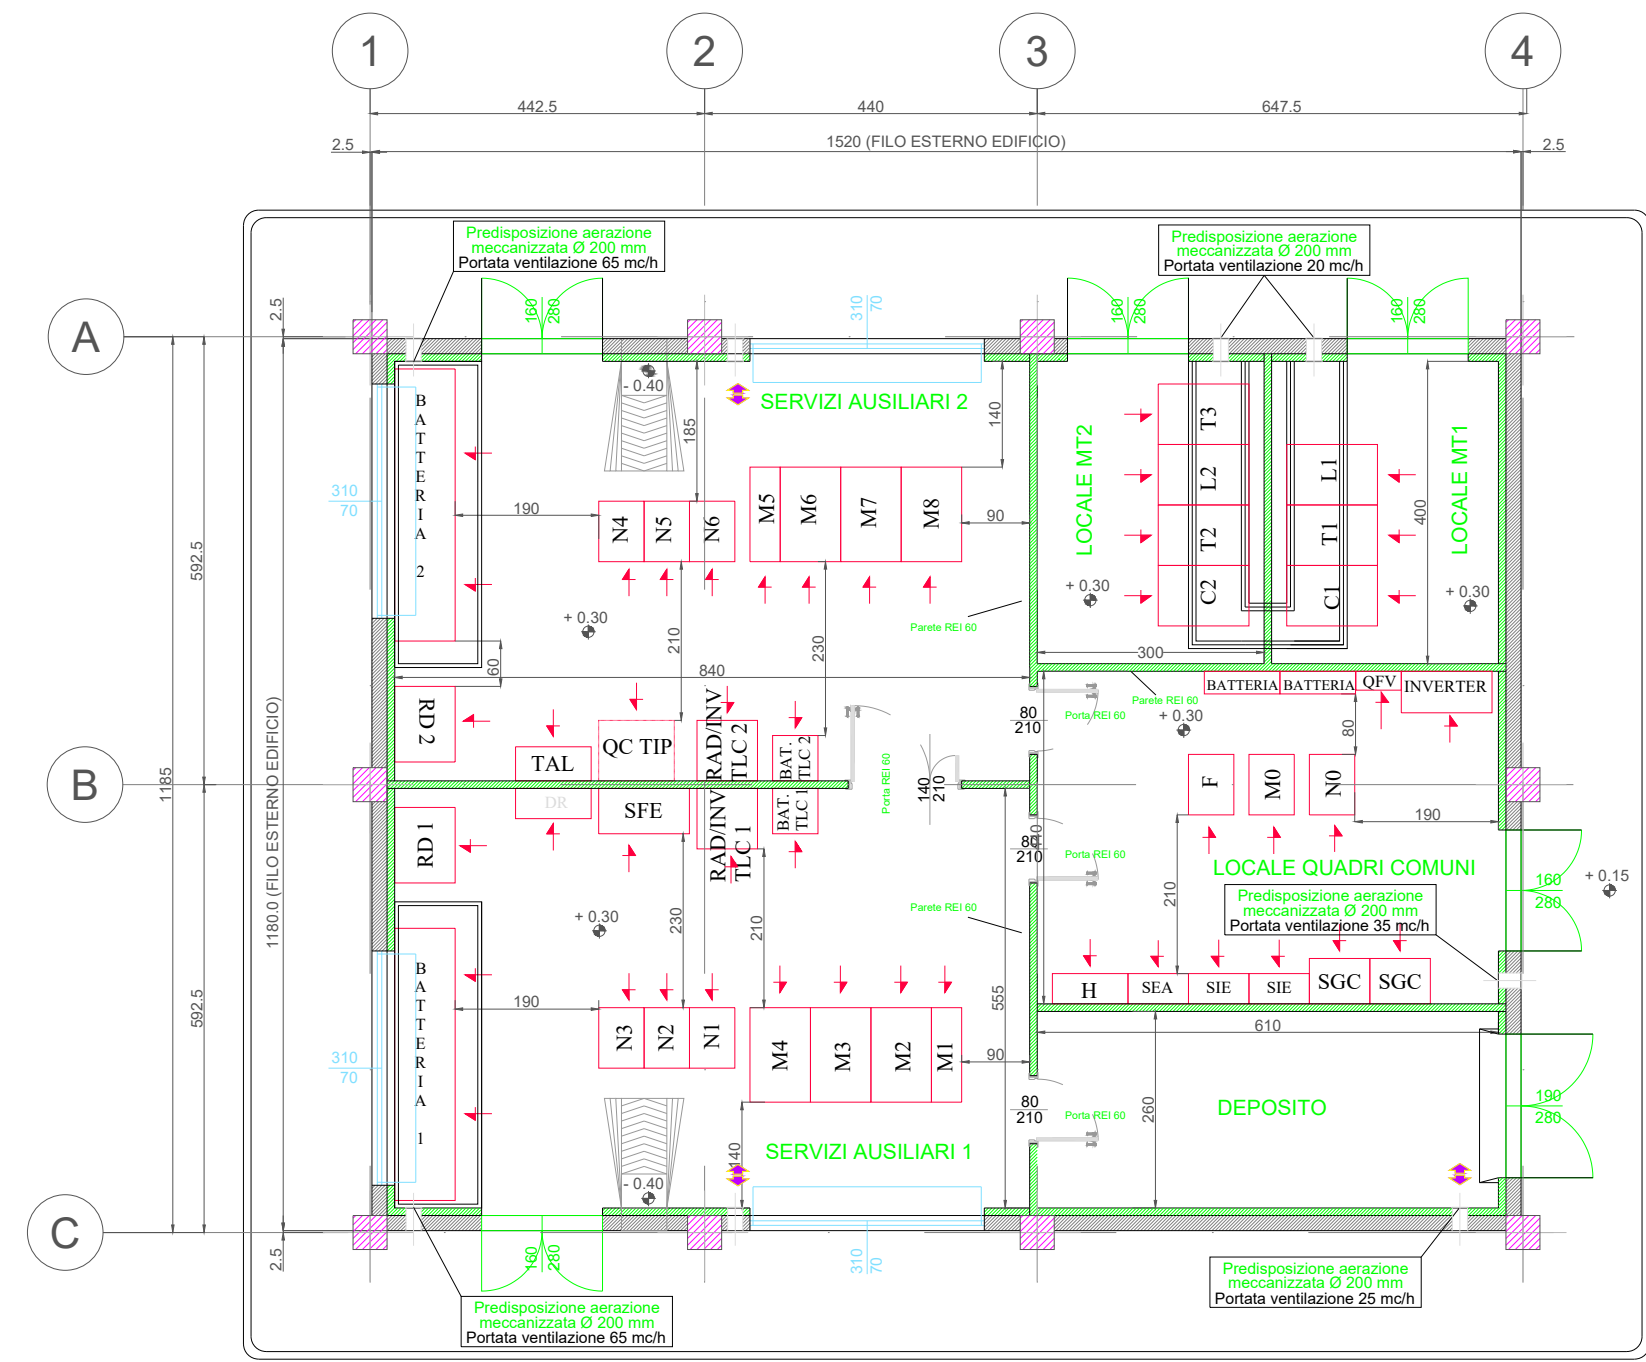 1
2
3
4
442.5
440
647.5
2.5
1520 (FILO ESTERNO EDIFICIO)
2.5
Predisposizione aerazione
meccanizzata Ø 200 mm
Portata ventilazione 65 mc/h
Predisposizione aerazione
meccanizzata Ø 200 mm
Portata ventilazione 20 mc/h
A
2.5
160
280
310
70
160
280
160
280
- 0.40
SERVIZI AUSILIARI 2
BATTERIA 2
185
140
LOCALE MT2
T3
L2
T2
C2
L1
T1
C1
400
LOCALE MT1
310
70
190
N4
N5
N6
M5
M6
M7
M8
90
592.5
+ 0.30
+ 0.30
+ 0.30
Parete REI 60
210
230
60
840
300
BATTERIA
BATTERIA
QFV
INVERTER
Parete REI 60
RD 2
TAL
QC TIP
RAD/INV
TLC 2
BAT.
TLC 2
80
210
Porta REI 60
+ 0.30
80
B
1185
1180.0 (FILO ESTERNO EDIFICIO)
Porta REI 60
140
210
F
M0
N0
190
DR
SFE
RAD/INV
TLC 1
BAT.
TLC 1
RD 1
80
210
Porta REI 60
LOCALE QUADRI COMUNI
160
280
+ 0.15
Predisposizione aerazione
meccanizzata Ø 200 mm
Portata ventilazione 35 mc/h
Parete REI 60
+ 0.30
230
210
210
BATTERIA 1
592.5
190
555
H
SEA
SIE
SIE
SGC
SGC
N3
N2
N1
M4
M3
M2
M1
90
610
310
70
80
210
Porta REI 60
260
DEPOSITO
190
280
140
SERVIZI AUSILIARI 1
- 0.40
C
2.5
160
280
310
70
Predisposizione aerazione
meccanizzata Ø 200 mm
Portata ventilazione 25 mc/h
Predisposizione aerazione
meccanizzata Ø 200 mm
Portata ventilazione 65 mc/h